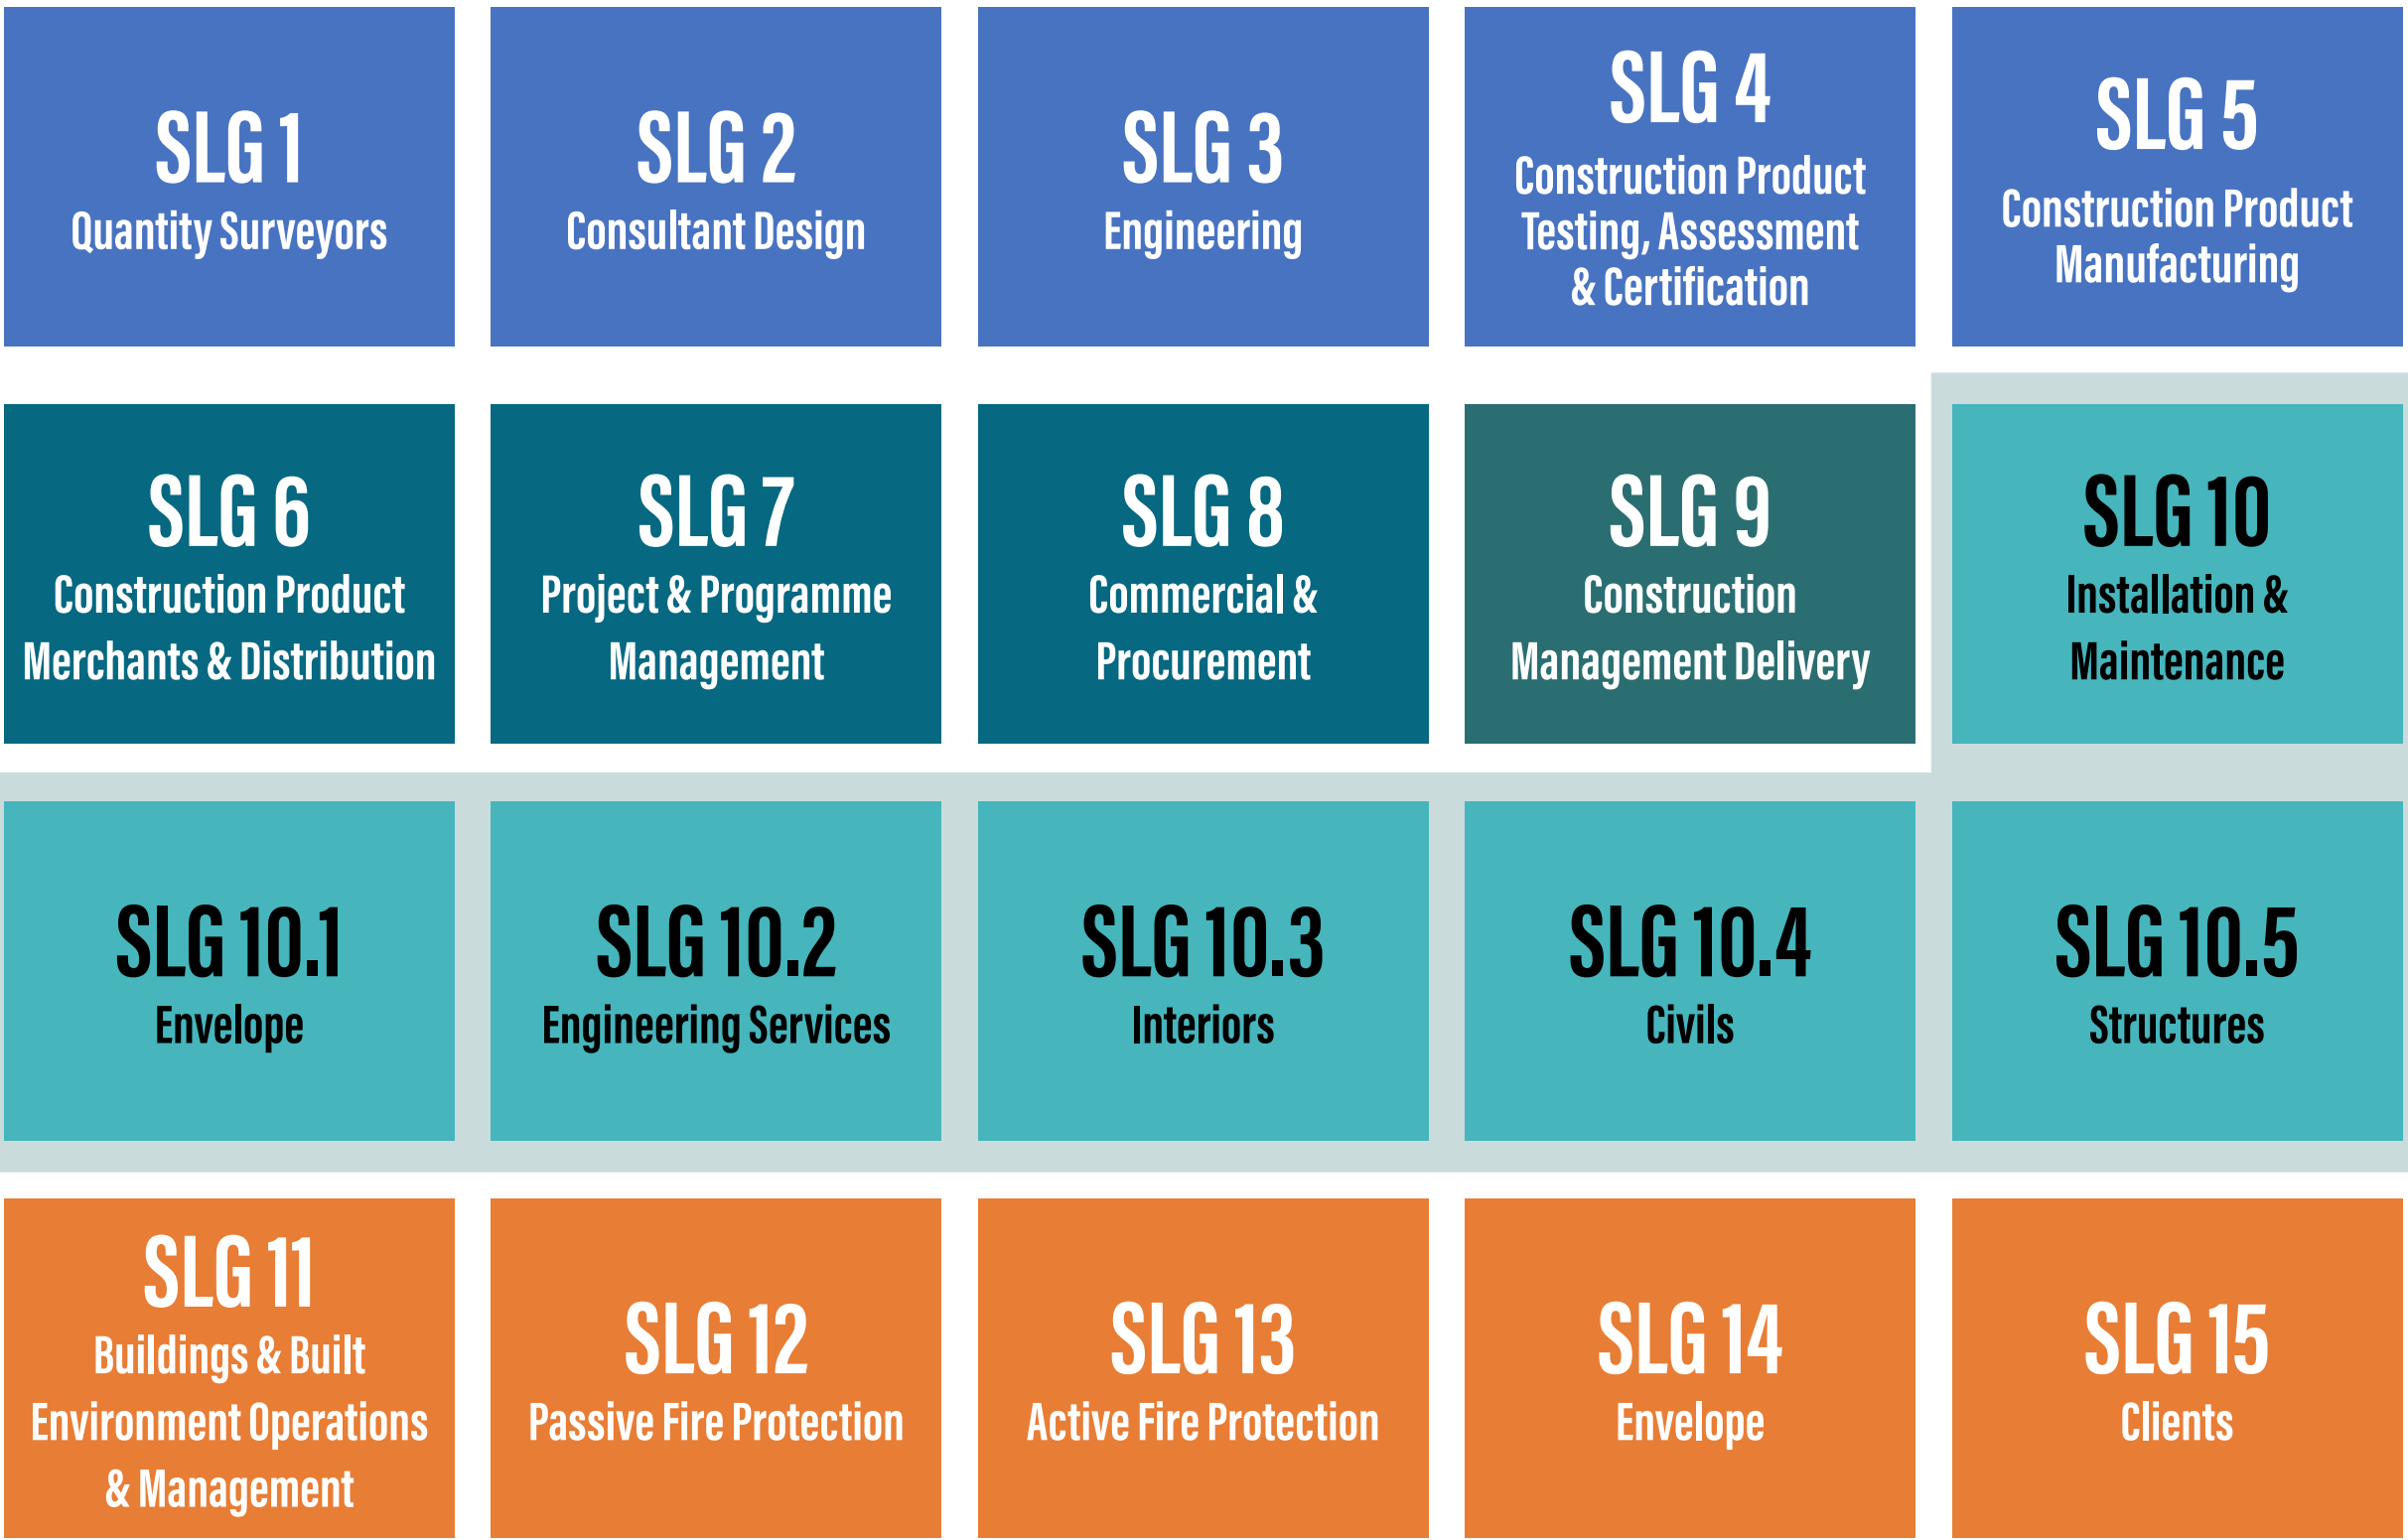 SLG 1
Quantity Surveyors
SLG 2
Consultant Design
SLG 3
Engineering
SLG 4
Construction Product
Testing, Assessment
& Certification
SLG 5
Construction Product
Manufacturing
SLG 6
Construction Product
Merchants & Distribution
SLG 7
Project & Programme
Management
SLG 8
Commercial &
Procurement
SLG 9
Construction
Management Delivery
SLG 10
Installation &
Maintenance
SLG 10.1
Envelope
SLG 10.2
Engineering Services
SLG 10.3
Interiors
SLG 10.4
Civils
SLG 10.5
Structures
SLG 11
Buildings & Built
Environment Operations
& Management
SLG 12
Passive Fire Protection
SLG 13
Active Fire Protection
SLG 14
Envelope
SLG 15
Clients